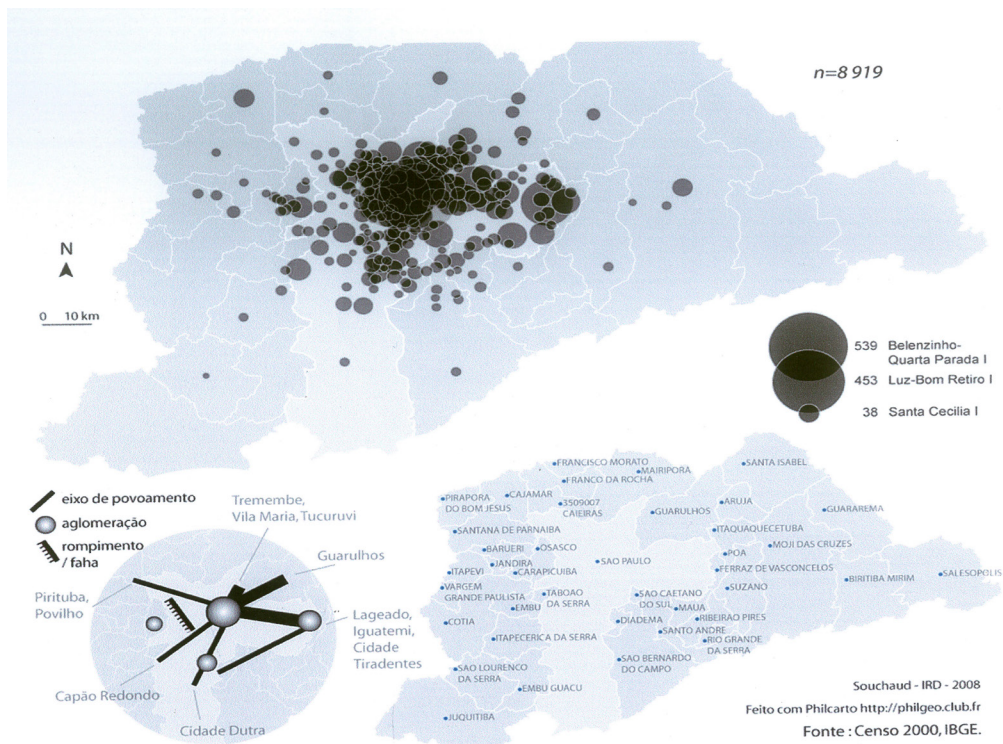 n=8 919
N
0 10 km
539 Belenzinho-
Quarta Parada I
453 Luz-Bom Retiro I
38 Santa Cecilia I
eixo de povoamento
aglomeração
rompimento
/ faha
Tremembe,
Vila Maria, Tucuruvi
Guarulhos
Pirituba,
Povilho
Lageado,
Iguatemi,
Cidade
Tiradentes
Capão Redondo
Cidade Dutra
FRANCISCO MORATO
MAIRIPORA
SANTA ISABEL
FRANCO DA ROCHA
PIRAPORA
DO BOM JESUS
CAJAMAR
3509007
CAIEIRAS
GUARULHOS
ARUJA
GUARAREMA
SANTANA DE PARNAIBA
ITAQUAQUECETUBA
BARUERI
OSASCO
MOJI DAS CRUZES
JANDIRA
SAO PAULO
POA
ITAPEVI
CARAPICUIBA
FERRAZ DE VASCONCELOS
BIRITIBA MIRIM
SALESOPOLIS
VARGEM
GRANDE PAULISTA
TABOAO
DA SERRA
SAO CAETANO
DO SUL
SUZANO
EMBU
MAUA
COTIA
DIADEMA
RIBEIRAO PIRES
ITAPECERICA DA SERRA
SANTO ANDRE
RIO GRANDE
DA SERRA
SAO LOURENCO
DA SERRA
SAO BERNARDO
DO CAMPO
EMBU GUACU
JUQUITIBA
Souchaud - IRD - 2008
Feito com Philcarto http://philgeo.club.fr
Fonte : Censo 2000, IBGE.